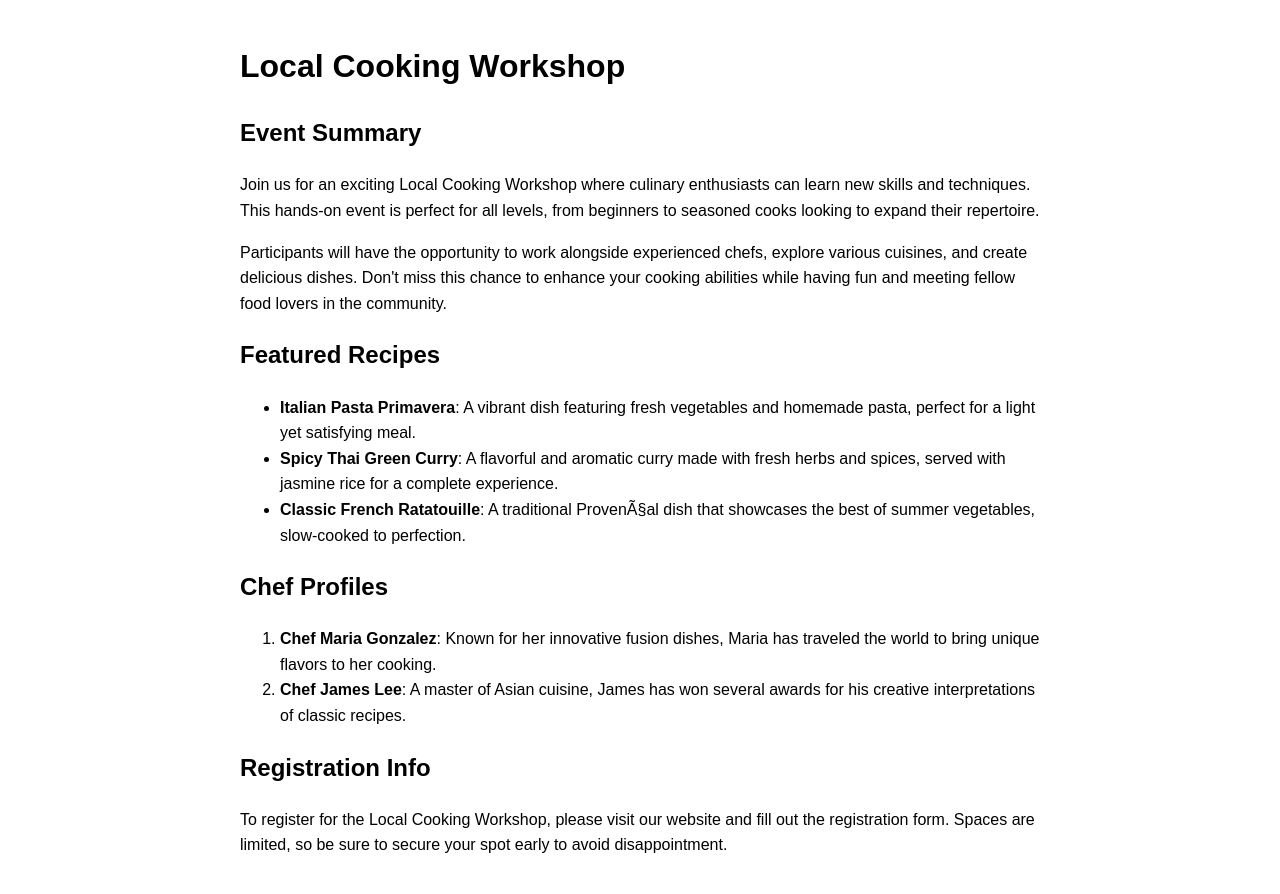 Local Cooking Workshop
Event Summary
Join us for an exciting Local Cooking Workshop where culinary enthusiasts can learn new skills and techniques.
This hands-on event is perfect for all levels, from beginners to seasoned cooks looking to expand their repertoire.
Participants will have the opportunity to work alongside experienced chefs, explore various cuisines, and create
delicious dishes. Don't miss this chance to enhance your cooking abilities while having fun and meeting fellow
food lovers in the community.
Featured Recipes
• Italian Pasta Primavera: A vibrant dish featuring fresh vegetables and homemade pasta, perfect for a light
yet satisfying meal.
• Spicy Thai Green Curry: A flavorful and aromatic curry made with fresh herbs and spices, served with
jasmine rice for a complete experience.
• Classic French Ratatouille: A traditional ProvenÃ§al dish that showcases the best of summer vegetables,
slow-cooked to perfection.
Chef Profiles
1. Chef Maria Gonzalez: Known for her innovative fusion dishes, Maria has traveled the world to bring unique
flavors to her cooking.
2. Chef James Lee: A master of Asian cuisine, James has won several awards for his creative interpretations
of classic recipes.
Registration Info
To register for the Local Cooking Workshop, please visit our website and fill out the registration form. Spaces are
limited, so be sure to secure your spot early to avoid disappointment.